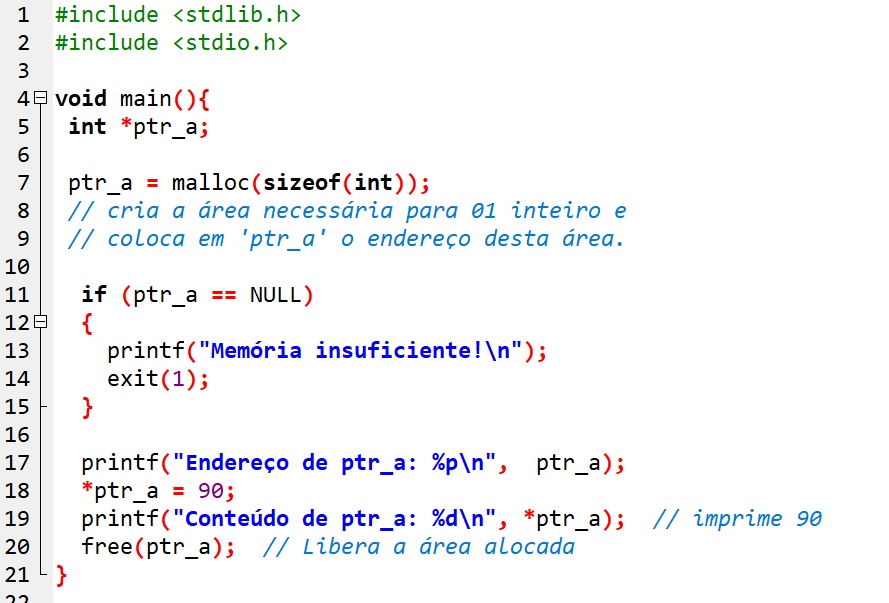 1 #include <stdlib.h>
2 #include <stdio.h>
3
4 void main(){
5 int *ptr_a;
6
7 ptr_a = malloc(sizeof(int));
8 // cria a área necessária para 01 inteiro e
9 // coloca em 'ptr_a' o endereço desta área.
10
11 if (ptr_a == NULL)
12 {
13 printf("Memória insuficiente!\n");
14 exit(1);
15 }
16
17 printf("Endereço de ptr_a: %p\n",  ptr_a);
18 *ptr_a = 90;
19 printf("Conteúdo de ptr_a: %d\n", *ptr_a);  // imprime 90
20 free(ptr_a);  // Libera a área alocada
21 }
22